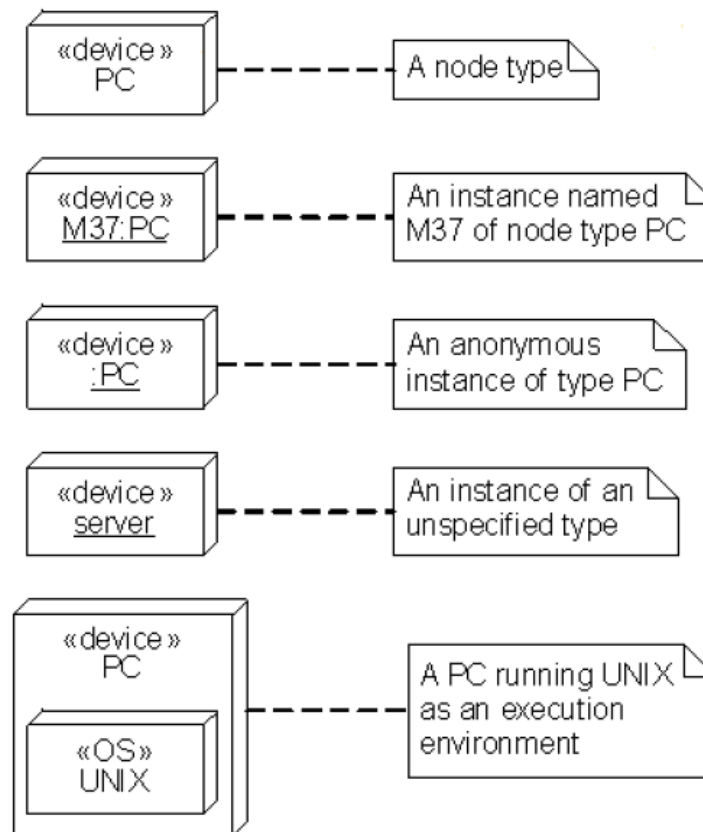 «device»
PC
A node type
«device»
M37:PC
An instance named
M37 of node type PC
«device»
:PC
An anonymous
instance of type PC
«device»
server
An instance of an
unspecified type
«device»
PC
«OS»
UNIX
A PC running UNIX
as an execution
environment